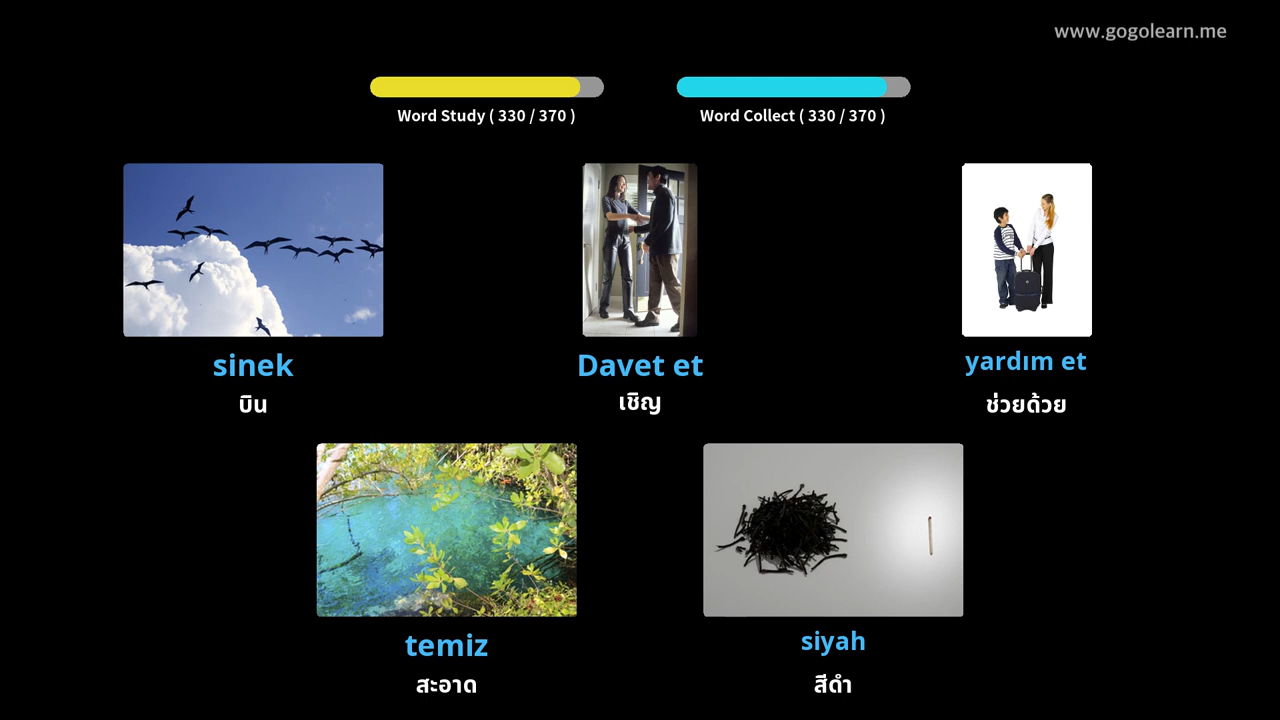 www.gogolearn.me
Word Study ( 330 / 370 )
Word Collect ( 330 / 370 )
sinek
บิน
Davet et
เชิญ
yardım et
ช่วยด้วย
temiz
สะอาด
siyah
สีดำ